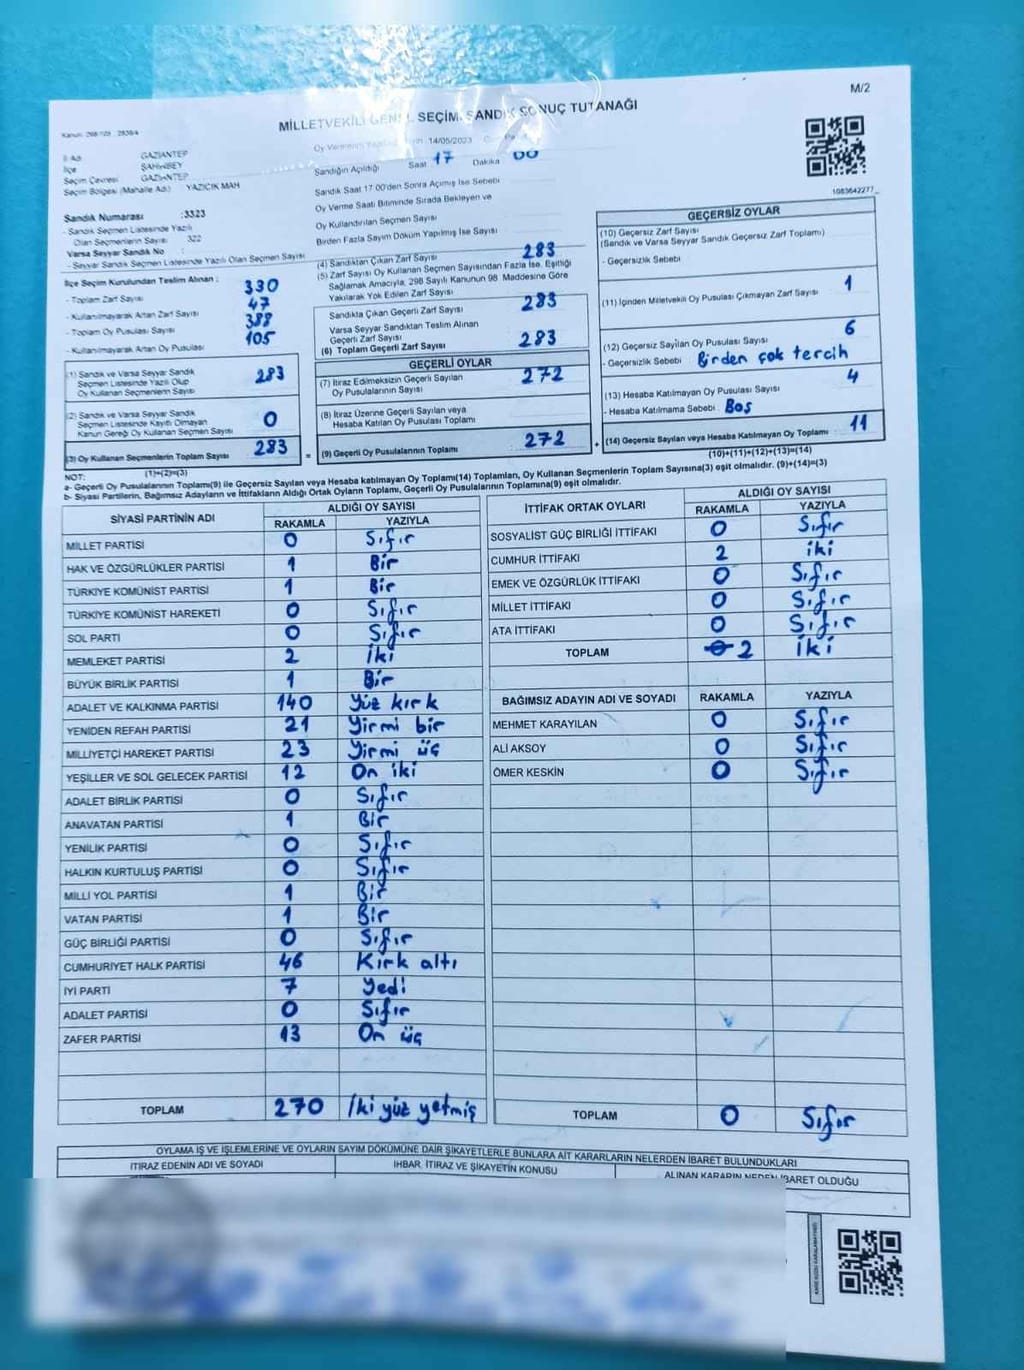 M/2
MİLLETVEKİLİ GENEL SEÇİMİ SANDIK SONUÇ TUTANAĞI
İl Adı GAZİANTEP
İlçe ŞAHİNBEY
Seçim Çevresi GAZİANTEP
Seçim Bölgesi (Mahalle Adı) YAZICIK MAH
Sandık Numarası :3323
- Sandık Seçmen Listesinde Yazılı
Olan Seçmenlerin Sayısı 322
Varsa Seyyar Sandık No :
- Seyyar Sandık Seçmen Listesinde Yazılı Olan Seçmen Sayısı
14/05/2023
Sandığın Açıldığı Saat 17 Dakika 00
Sandık Saat 17 00'den Sonra Açılmış İse Sebebi
Oy Verme Saati Bitiminde Sırada Bekleyen ve
Oy Kullandırılan Seçmen Sayısı
Birden Fazla Sayım Döküm Yapılmış İse Sayısı
İlçe Seçim Kurulundan Teslim Alınan :
- Toplam Zarf Sayısı 330
- Kullanılmayarak Artan Zarf Sayısı 47
- Toplam Oy Pusulası Sayısı 388
- Kullanılmayarak Artan Oy Pusulası 105
(1) Sandık ve Varsa Seyyar Sandık
Seçmen Listesinde Yazılı Olup
Oy Kullanan Seçmenlerin Sayısı 283
(2) Sandık ve Varsa Seyyar Sandık
Seçmen Listesinde Kayıtlı Olmayan
Kanun Gereği Oy Kullanan Seçmen Sayısı 0
(3) Oy Kullanan Seçmenlerin Toplam Sayısı 283
(1)+(2)=(3)
(4) Sandıktan Çıkan Zarf Sayısı 283
(5) Zarf Sayısı Oy Kullanan Seçmen Sayısından Fazla İse, Eşitliği
Sağlamak Amacıyla, 298 Sayılı Kanunun 98. Maddesine Göre
Yakılarak Yok Edilen Zarf Sayısı
Sandıkta Çıkan Geçerli Zarf Sayısı 283
Varsa Seyyar Sandıktan Teslim Alınan
Geçerli Zarf Sayısı
(6) Toplam Geçerli Zarf Sayısı 283
GEÇERLİ OYLAR
(7) İtiraz Edilmeksizin Geçerli Sayılan
Oy Pusulalarının Sayısı 272
(8) İtiraz Üzerine Geçerli Sayılan veya
Hesaba Katılan Oy Pusulası Toplamı
= (9) Geçerli Oy Pusulalarının Toplamı 272 +
1083642277_
GEÇERSİZ OYLAR
(10) Geçersiz Zarf Sayısı
(Sandık ve Varsa Seyyar Sandık Geçersiz Zarf Toplamı)
- Geçersizlik Sebebi
(11) İçinden Milletvekili Oy Pusulası Çıkmayan Zarf Sayısı 1
(12) Geçersiz Sayılan Oy Pusulası Sayısı 6
- Geçersizlik Sebebi Birden çok tercih
(13) Hesaba Katılmayan Oy Pusulası Sayısı 4
- Hesaba Katılmama Sebebi Boş
(14) Geçersiz Sayılan veya Hesaba Katılmayan Oy Toplamı 11
(10)+(11)+(12)+(13)=(14)
NOT:
a- Geçerli Oy Pusulalarının Toplamı(9) ile Geçersiz Sayılan veya Hesaba katılmayan Oy Toplamı(14) Toplamları, Oy Kullanan Seçmenlerin Toplam Sayısına(3) eşit olmalıdır. (9)+(14)=(3)
b- Siyasi Partilerin, Bağımsız Adayların ve İttifakların Aldığı Ortak Oyların Toplamı, Geçerli Oy Pusulalarının Toplamına(9) eşit olmalıdır.
SİYASİ PARTİNİN ADI ALDIĞI OY SAYISI
RAKAMLA YAZIYLA
MİLLET PARTİSİ 0 Sıfır
HAK VE ÖZGÜRLÜKLER PARTİSİ 1 Bir
TÜRKİYE KOMÜNİST PARTİSİ 1 Bir
TÜRKİYE KOMÜNİST HAREKETİ 0 Sıfır
SOL PARTİ 0 Sıfır
MEMLEKET PARTİSİ 2 İki
BÜYÜK BİRLİK PARTİSİ 1 Bir
ADALET VE KALKINMA PARTİSİ 140 Yüz kırk
YENİDEN REFAH PARTİSİ 21 Yirmi bir
MİLLİYETÇİ HAREKET PARTİSİ 23 Yirmi üç
YEŞİLLER VE SOL GELECEK PARTİSİ 12 On iki
ADALET BİRLİK PARTİSİ 0 Sıfır
ANAVATAN PARTİSİ 1 Bir
YENİLİK PARTİSİ 0 Sıfır
HALKIN KURTULUŞ PARTİSİ 0 Sıfır
MİLLİ YOL PARTİSİ 1 Bir
VATAN PARTİSİ 1 Bir
GÜÇ BİRLİĞİ PARTİSİ 0 Sıfır
CUMHURİYET HALK PARTİSİ 46 Kırk altı
İYİ PARTİ 7 Yedi
ADALET PARTİSİ 0 Sıfır
ZAFER PARTİSİ 13 On üç
TOPLAM 270 İki yüz yetmiş
İTTİFAK ORTAK OYLARI ALDIĞI OY SAYISI
RAKAMLA YAZIYLA
SOSYALİST GÜÇ BİRLİĞİ İTTİFAKI 0 Sıfır
CUMHUR İTTİFAKI 2 iki
EMEK VE ÖZGÜRLÜK İTTİFAKI 0 Sıfır
MİLLET İTTİFAKI 0 Sıfır
ATA İTTİFAKI 0 Sıfır
TOPLAM 0 2 iki
BAĞIMSIZ ADAYIN ADI VE SOYADI RAKAMLA YAZIYLA
MEHMET KARAYILAN 0 Sıfır
ALİ AKSOY 0 Sıfır
ÖMER KESKİN 0 Sıfır
TOPLAM 0 Sıfır
OYLAMA İŞ VE İŞLEMLERİNE VE OYLARIN SAYIM DÖKÜMÜNE DAİR ŞİKAYETLERLE BUNLARA AİT KARARLARIN NELERDEN İBARET BULUNDUKLARI
İTİRAZ EDENİN ADI VE SOYADI İHBAR, İTİRAZ VE ŞİKAYETİN KONUSU ALINAN KARARIN NEDEN İBARET OLDUĞU